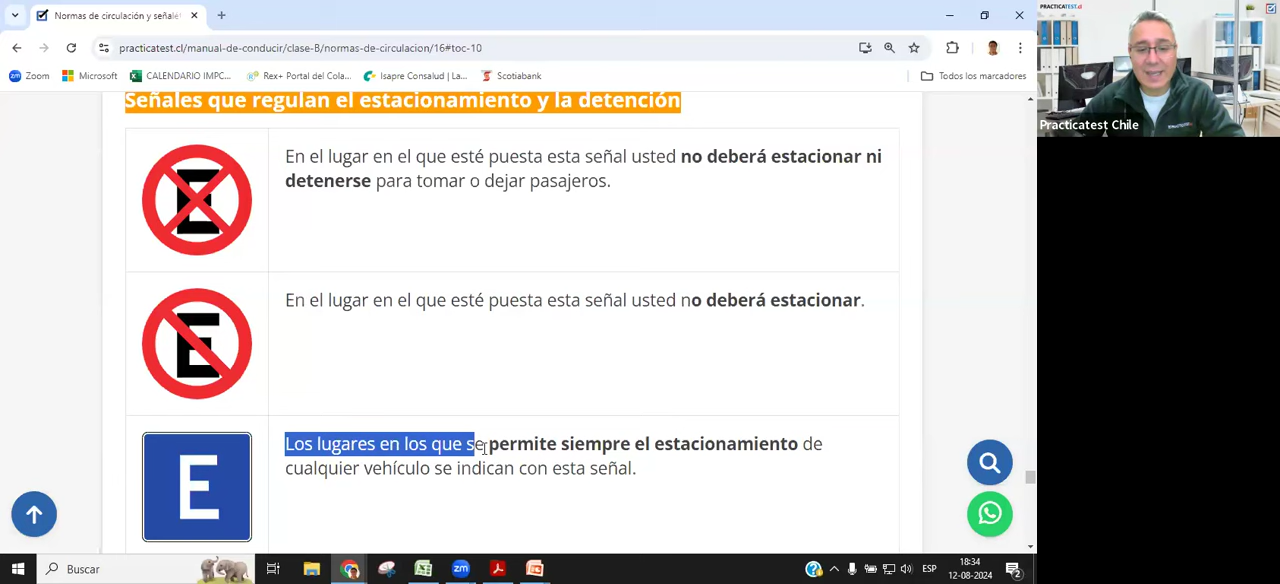 Normas de circulación y señalét
practicatest.cl/manual-de-conducir/clase-B/normas-de-circulacion/16#toc-10
Zoom
Microsoft
CALENDARIO IMPC...
Rex+ Portal del Cola...
Isapre Consalud | La...
Scotiabank
Todos los marcadores
PRACTICATEST.cl
Practicatest Chile
Señales que regulan el estacionamiento y la detención
E
En el lugar en el que esté puesta esta señal usted no deberá estacionar ni
detenerse para tomar o dejar pasajeros.
E
En el lugar en el que esté puesta esta señal usted no deberá estacionar.
E
Los lugares en los que se permite siempre el estacionamiento de
cualquier vehículo se indican con esta señal.
Buscar
ESP
18:34
12-08-2024
2